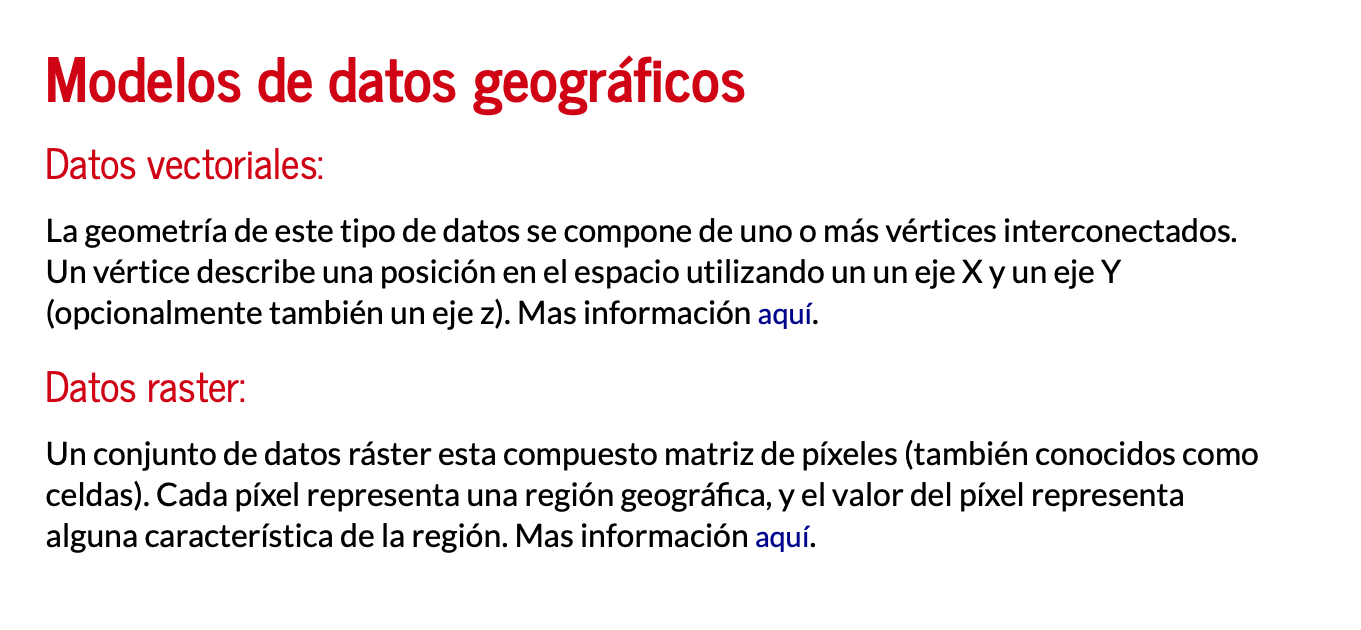 Modelos de datos geográficos
Datos vectoriales:
La geometría de este tipo de datos se compone de uno o más vértices interconectados.
Un vértice describe una posición en el espacio utilizando un un eje X y un eje Y
(opcionalmente también un eje z). Mas información aquí.
Datos raster:
Un conjunto de datos ráster esta compuesto matriz de píxeles (también conocidos como
celdas). Cada píxel representa una región geográfica, y el valor del píxel representa
alguna característica de la región. Mas información aquí.